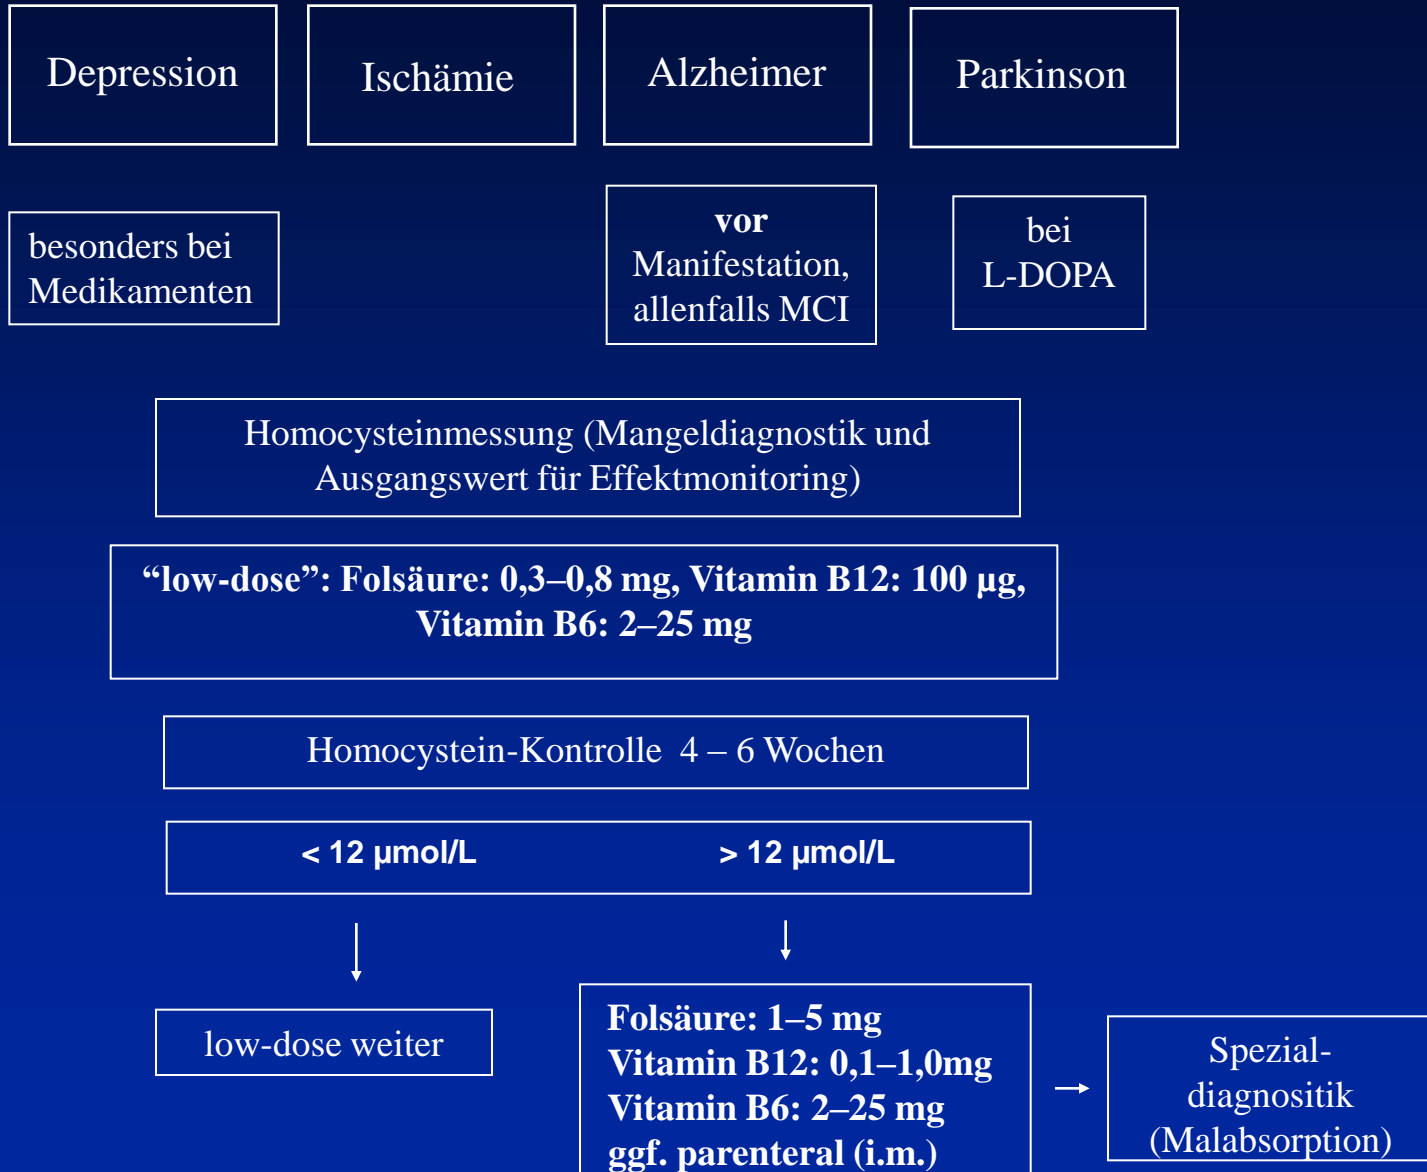 Depression
Ischämie
Alzheimer
Parkinson
besonders bei
Medikamenten
vor
Manifestation,
allenfalls MCI
bei
L-DOPA
Homocysteinmessung (Mangeldiagnostik und
Ausgangswert für Effektmonitoring)
“low-dose”: Folsäure: 0,3–0,8 mg, Vitamin B12: 100 µg,
Vitamin B6: 2–25 mg
Homocystein-Kontrolle 4 – 6 Wochen
< 12 µmol/L
> 12 µmol/L
low-dose weiter
Folsäure: 1–5 mg
Vitamin B12: 0,1–1,0mg
Vitamin B6: 2–25 mg
ggf. parenteral (i.m.)
Spezial-
diagnositik
(Malabsorption)